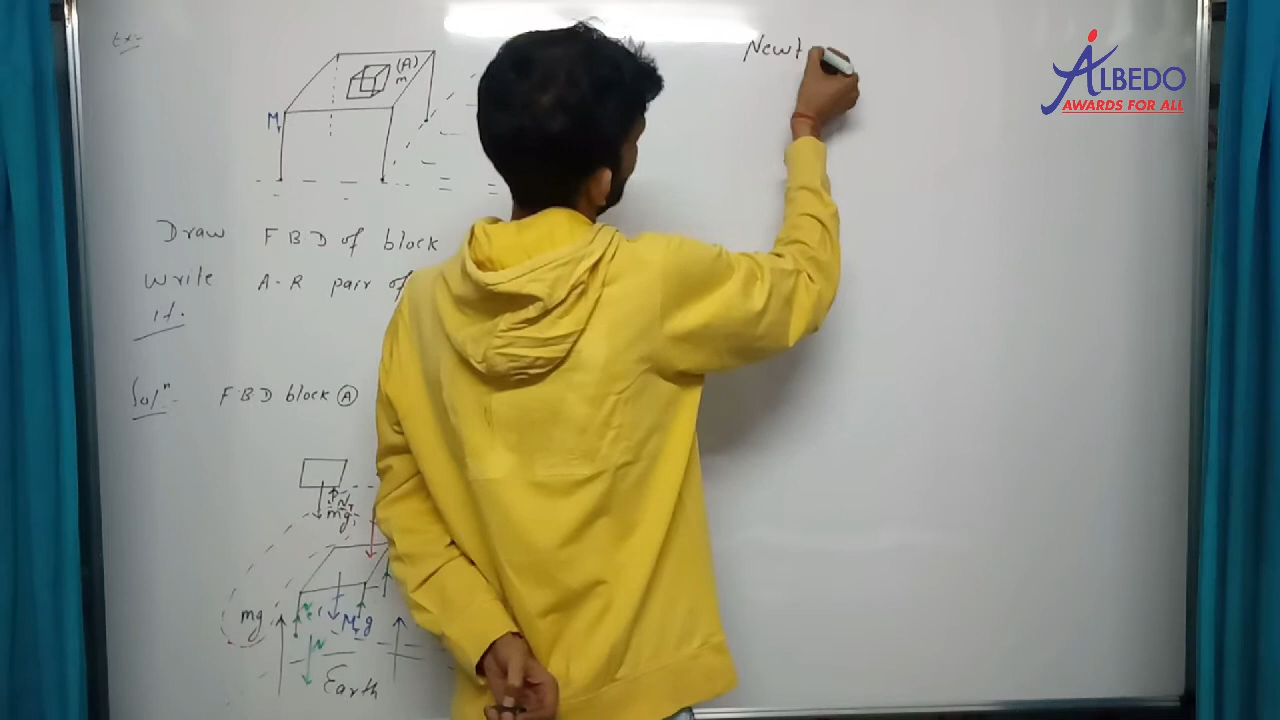 Ex:-
(A)
m
M
Draw FBD of block
Write A-R pair of
it.
Solⁿ:- FBD block A
N
mg
mg
Mg
N
Earth
Newt
ALBEDO
AWARDS FOR ALL